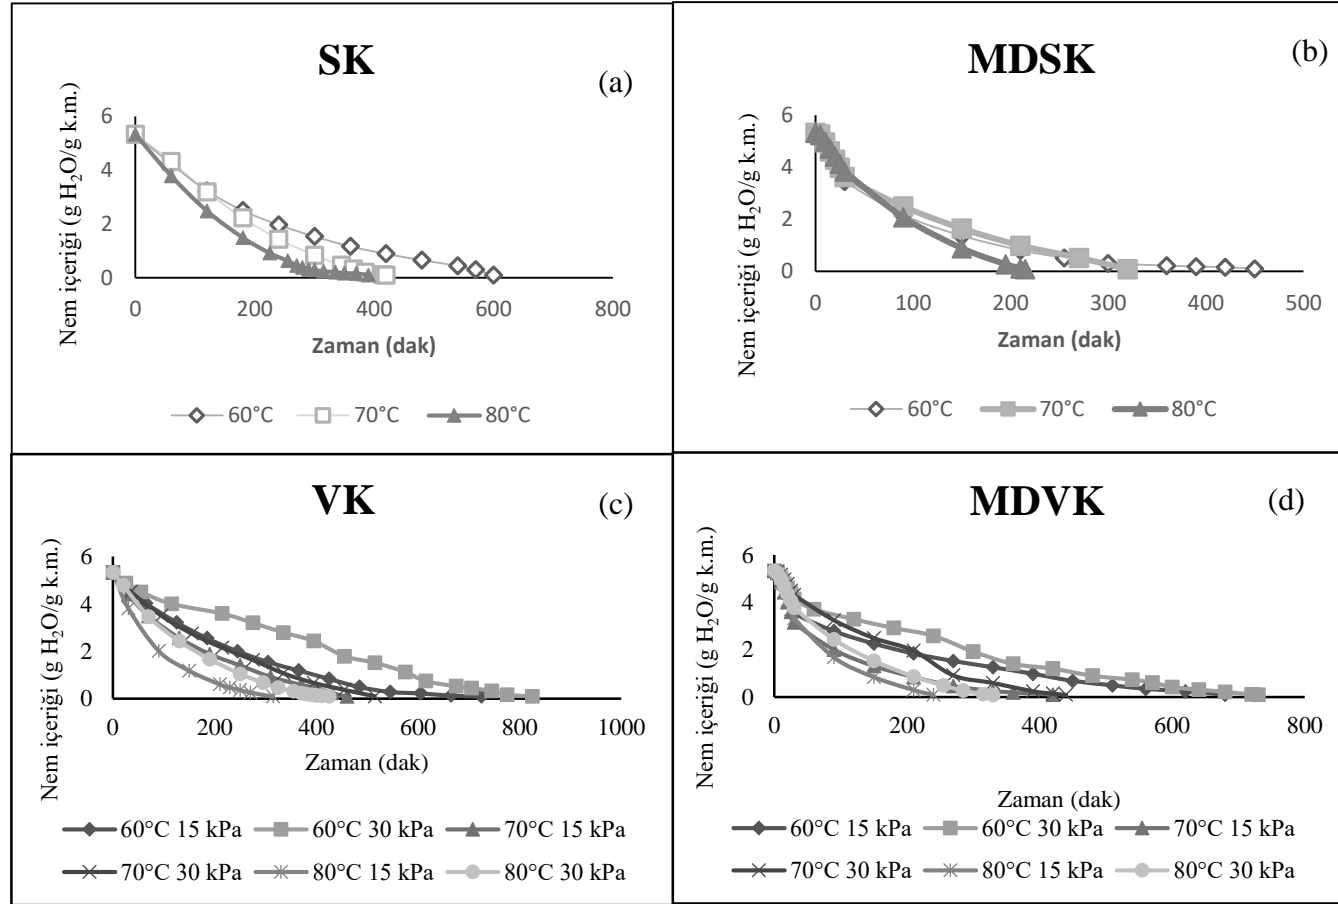 SK
(a)
Nem içeriği (g H₂O/g k.m.)
6
4
2
0
0 200 400 600 800
Zaman (dak)
60°C 70°C 80°C
MDSK
(b)
Nem içeriği (g H₂O/g k.m.)
6
4
2
0
0 100 200 300 400 500
Zaman (dak)
60°C 70°C 80°C
VK
(c)
Nem içeriği (g H₂O/g k.m.)
6
4
2
0
0 200 400 600 800 1000
Zaman (dak)
60°C 15 kPa 60°C 30 kPa 70°C 15 kPa
70°C 30 kPa 80°C 15 kPa 80°C 30 kPa
MDVK
(d)
Nem içeriği (g H₂O/g k.m.)
6
4
2
0
0 200 400 600 800
Zaman (dak)
60°C 15 kPa 60°C 30 kPa 70°C 15 kPa
70°C 30 kPa 80°C 15 kPa 80°C 30 kPa